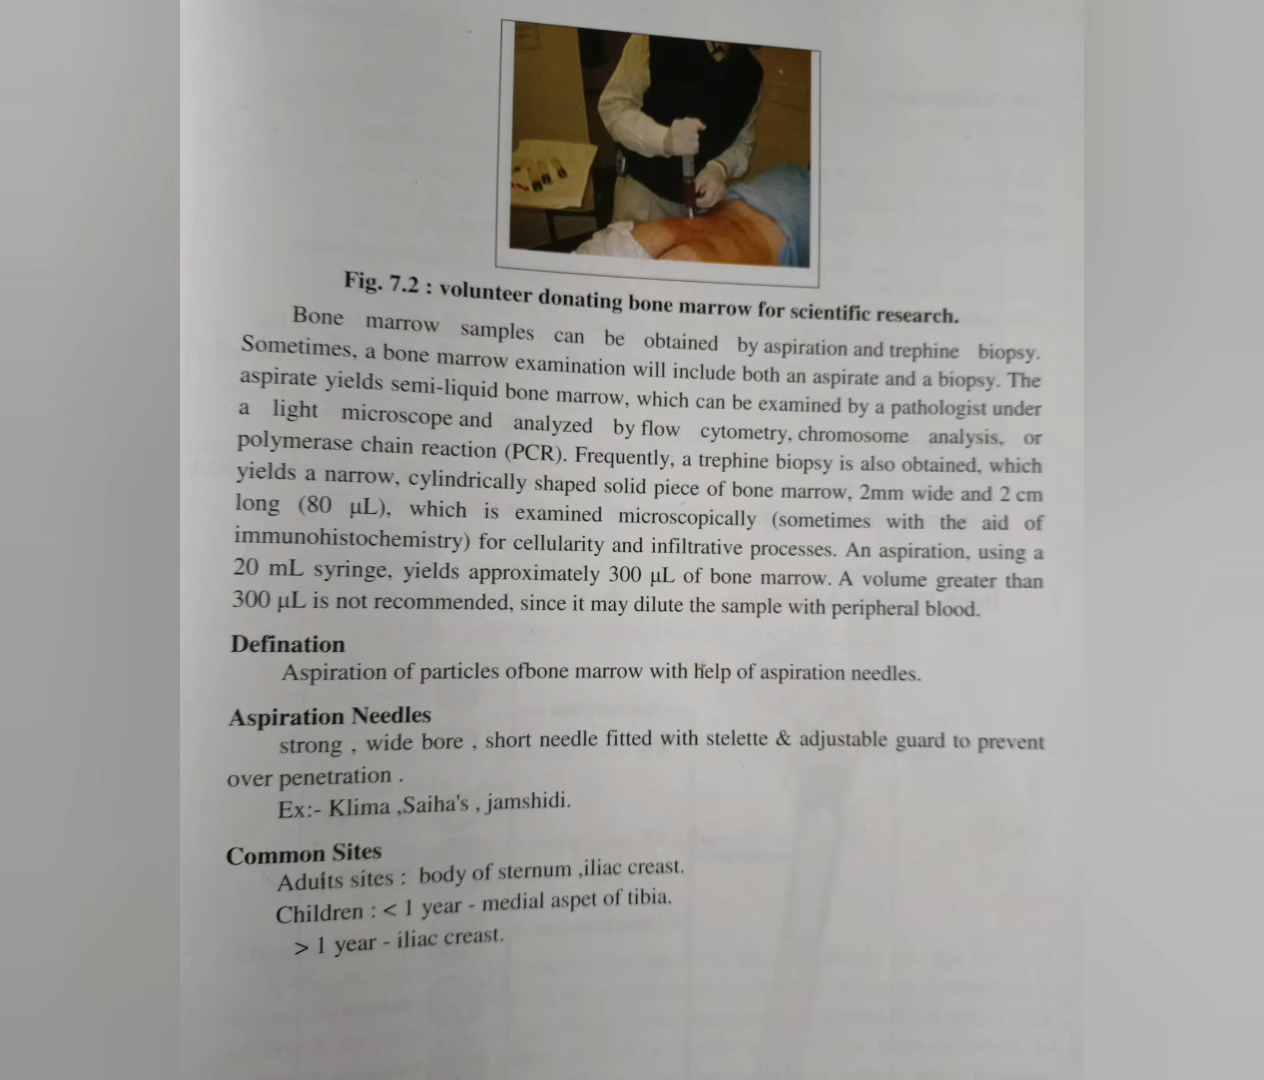 Fig. 7.2 : volunteer donating bone marrow for scientific research.
Bone marrow samples can be obtained by aspiration and trephine biopsy.
Sometimes, a bone marrow examination will include both an aspirate and a biopsy. The
aspirate yields semi-liquid bone marrow, which can be examined by a pathologist under
a light microscope and analyzed by flow cytometry, chromosome analysis, or
polymerase chain reaction (PCR). Frequently, a trephine biopsy is also obtained, which
yields a narrow, cylindrically shaped solid piece of bone marrow, 2mm wide and 2 cm
long (80 μL), which is examined microscopically (sometimes with the aid of
immunohistochemistry) for cellularity and infiltrative processes. An aspiration, using a
20 mL syringe, yields approximately 300 μL of bone marrow. A volume greater than
300 μL is not recommended, since it may dilute the sample with peripheral blood.
Defination
Aspiration of particles ofbone marrow with help of aspiration needles.
Aspiration Needles
strong , wide bore , short needle fitted with stelette & adjustable guard to prevent
over penetration .
Ex:- Klima ,Saiha's , jamshidi.
Common Sites
Adults sites : body of sternum ,iliac creast.
Children : < 1 year - medial aspet of tibia.
> 1 year - iliac creast.